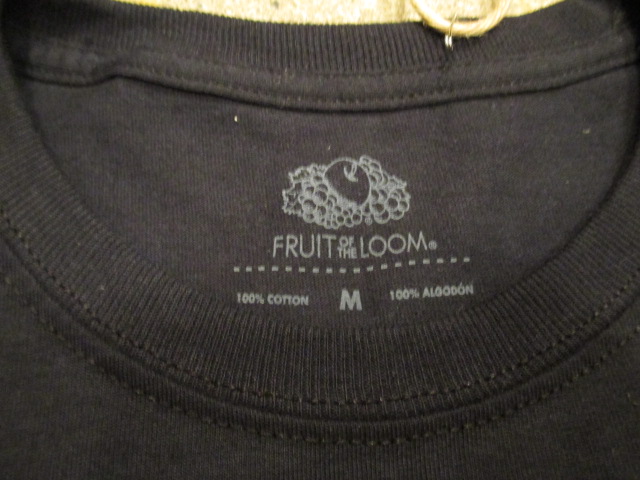 FRUIT OF THE LOOM®
100% COTTON M 100% ALGODÓN